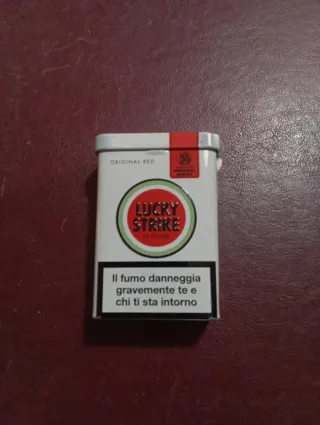 ORIGINAL RED
LUCKY
STRIKE
Il fumo danneggia
gravemente te e
chi ti sta intorno